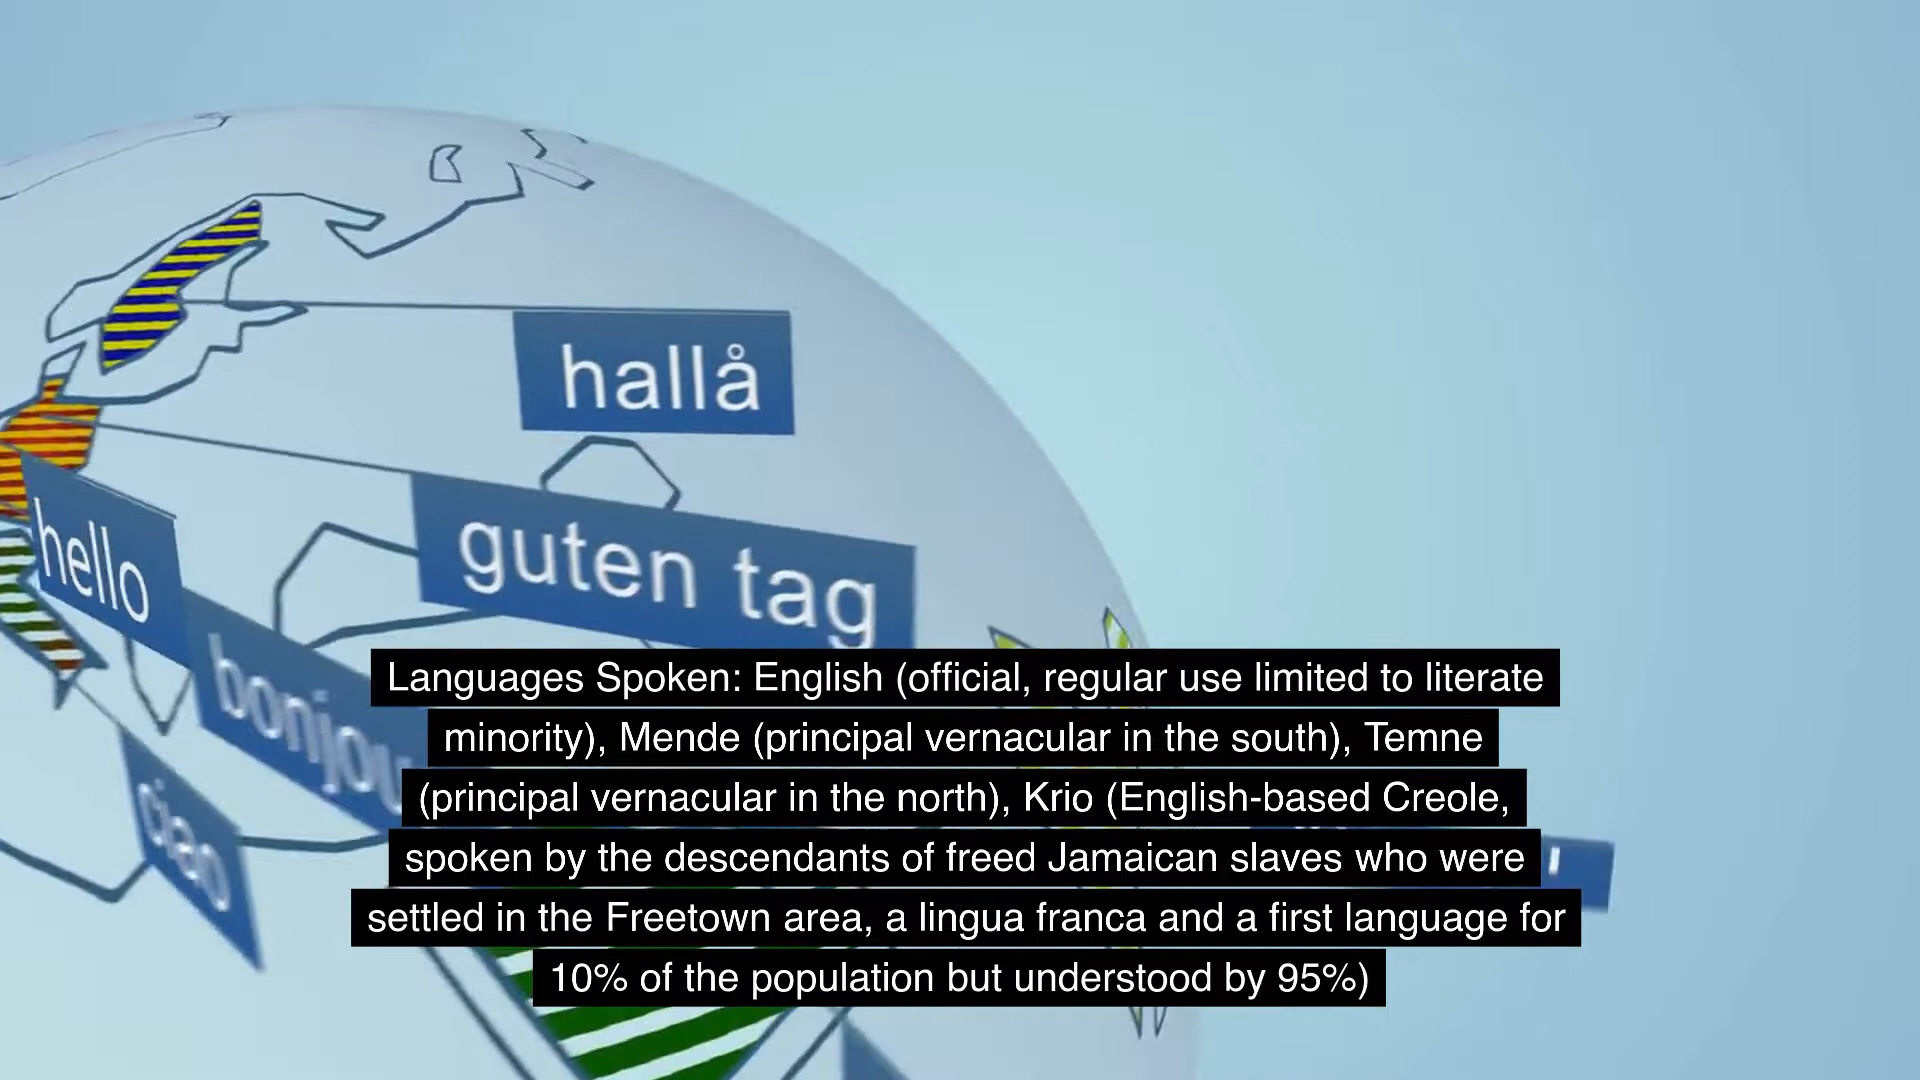 hallå
guten tag
hello
ciao
Languages Spoken: English (official, regular use limited to literate
minority), Mende (principal vernacular in the south), Temne
(principal vernacular in the north), Krio (English-based Creole,
spoken by the descendants of freed Jamaican slaves who were
settled in the Freetown area, a lingua franca and a first language for
10% of the population but understood by 95%)